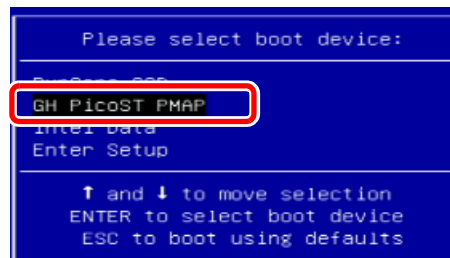 Please select boot device:
GH PicoST PMAP
Intel Data
Enter Setup
↑ and ↓ to move selection
ENTER to select boot device
ESC to boot using defaults